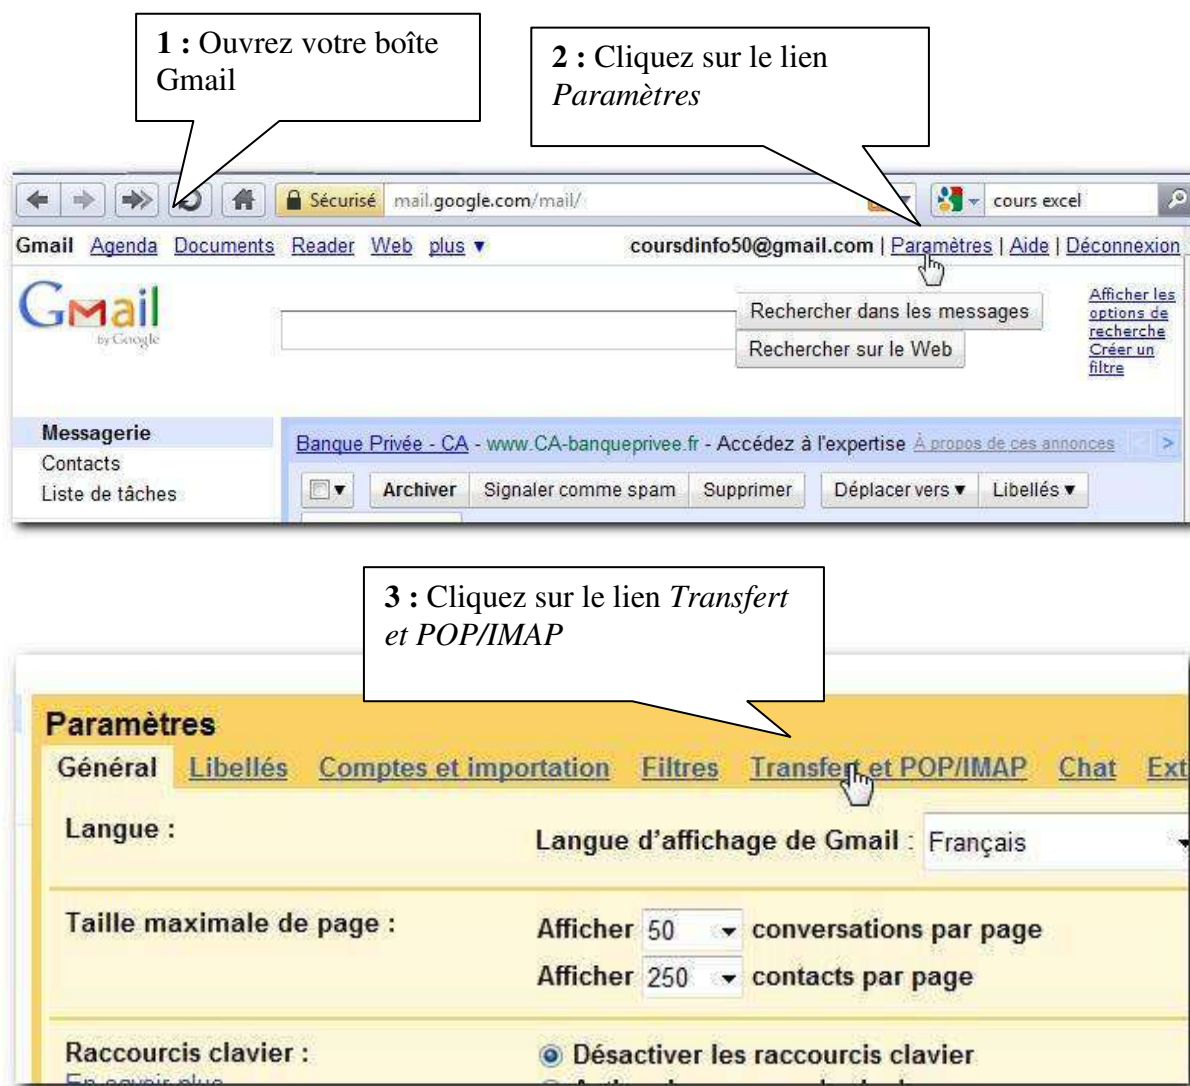 1 : Ouvrez votre boîte
Gmail
2 : Cliquez sur le lien
Paramètres
Sécurisé mail.google.com/mail/ cours excel
Gmail Agenda Documents Reader Web plus ▼ coursdinfo50@gmail.com | Paramètres | Aide | Déconnexion
Gmail
by Google
Rechercher dans les messages
Rechercher sur le Web
Afficher les
options de
recherche
Créer un
filtre
Messagerie
Contacts
Liste de tâches
Banque Privée - CA - www.CA-banqueprivee.fr - Accédez à l'expertise À propos de ces annonces < >
Archiver Signaler comme spam Supprimer Déplacer vers ▼ Libellés ▼
3 : Cliquez sur le lien Transfert
et POP/IMAP
Paramètres
Général Libellés Comptes et importation Filtres Transfert et POP/IMAP Chat Ext
Langue : Langue d'affichage de Gmail : Français
Taille maximale de page : Afficher 50 conversations par page
Afficher 250 contacts par page
Raccourcis clavier : Désactiver les raccourcis clavier
En savoir plus